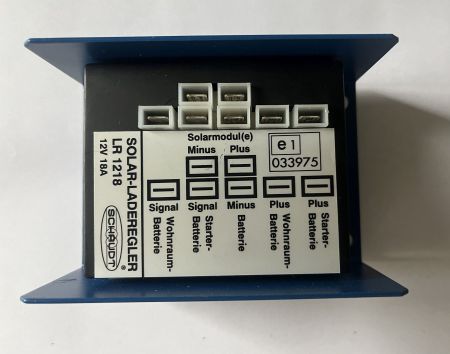 SOLAR-LADEREGLER
LR 1218
12V 18A
SCHAUDT
®
Solarmodul(e)
Minus Plus
e1
033975
Signal
Wohnraum-
Batterie
Signal
Starter-
Batterie
Minus
Batterie
Plus
Wohnraum-
Batterie
Plus
Starter-
Batterie